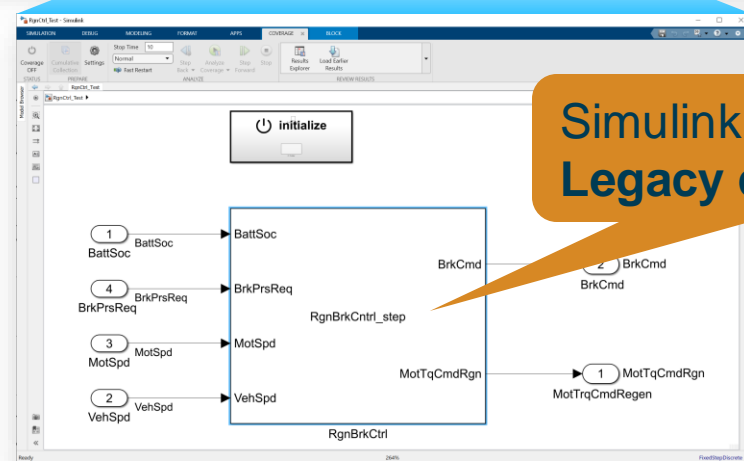 RgnCtrl_Test - Simulink
SIMULATION DEBUG MODELING FORMAT APPS COVERAGE × BLOCK
Stop Time 10
Normal
Fast Restart
Coverage OFF
Cumulative Collection
Settings
Step Back
Analyze Coverage
Step Forward
Stop
Results Explorer
Load Earlier Results
STATUS PREPARE ANALYZE REVIEW RESULTS
Model Browser
RgnCtrl_Test
RgnCtrl_Test
initialize
Simulink
Legacy
1 BattSoc
BattSoc
BattSoc
4 BrkPrsReq
BrkPrsReq
BrkPrsReq
3 MotSpd
MotSpd
MotSpd
2 VehSpd
VehSpd
VehSpd
RgnBrkCntrl_step
BrkCmd
2 BrkCmd
BrkCmd
MotTqCmdRgn
1 MotTqCmdRgn
MotTrqCmdRegen
RgnBrkCtrl
Ready 264% FixedStepDiscrete